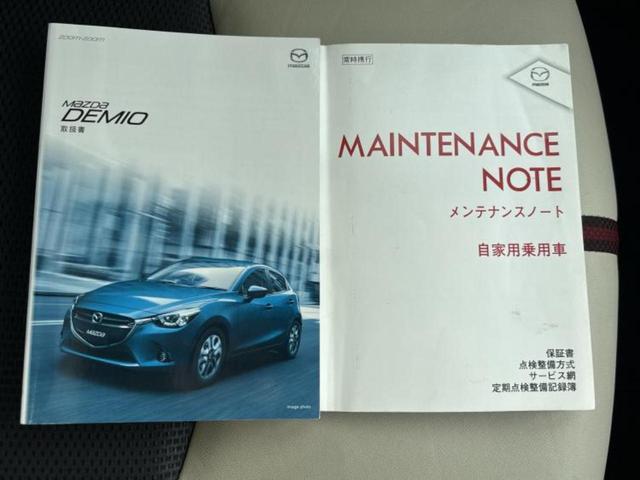 zoom-zoom
mazda
mazda
DEMIO
取扱書
mazda
image photo
常時携行
mazda
MAINTENANCE
NOTE
メンテナンスノート
自家用乗用車
保証書
点検整備方式
サービス網
定期点検整備記録簿